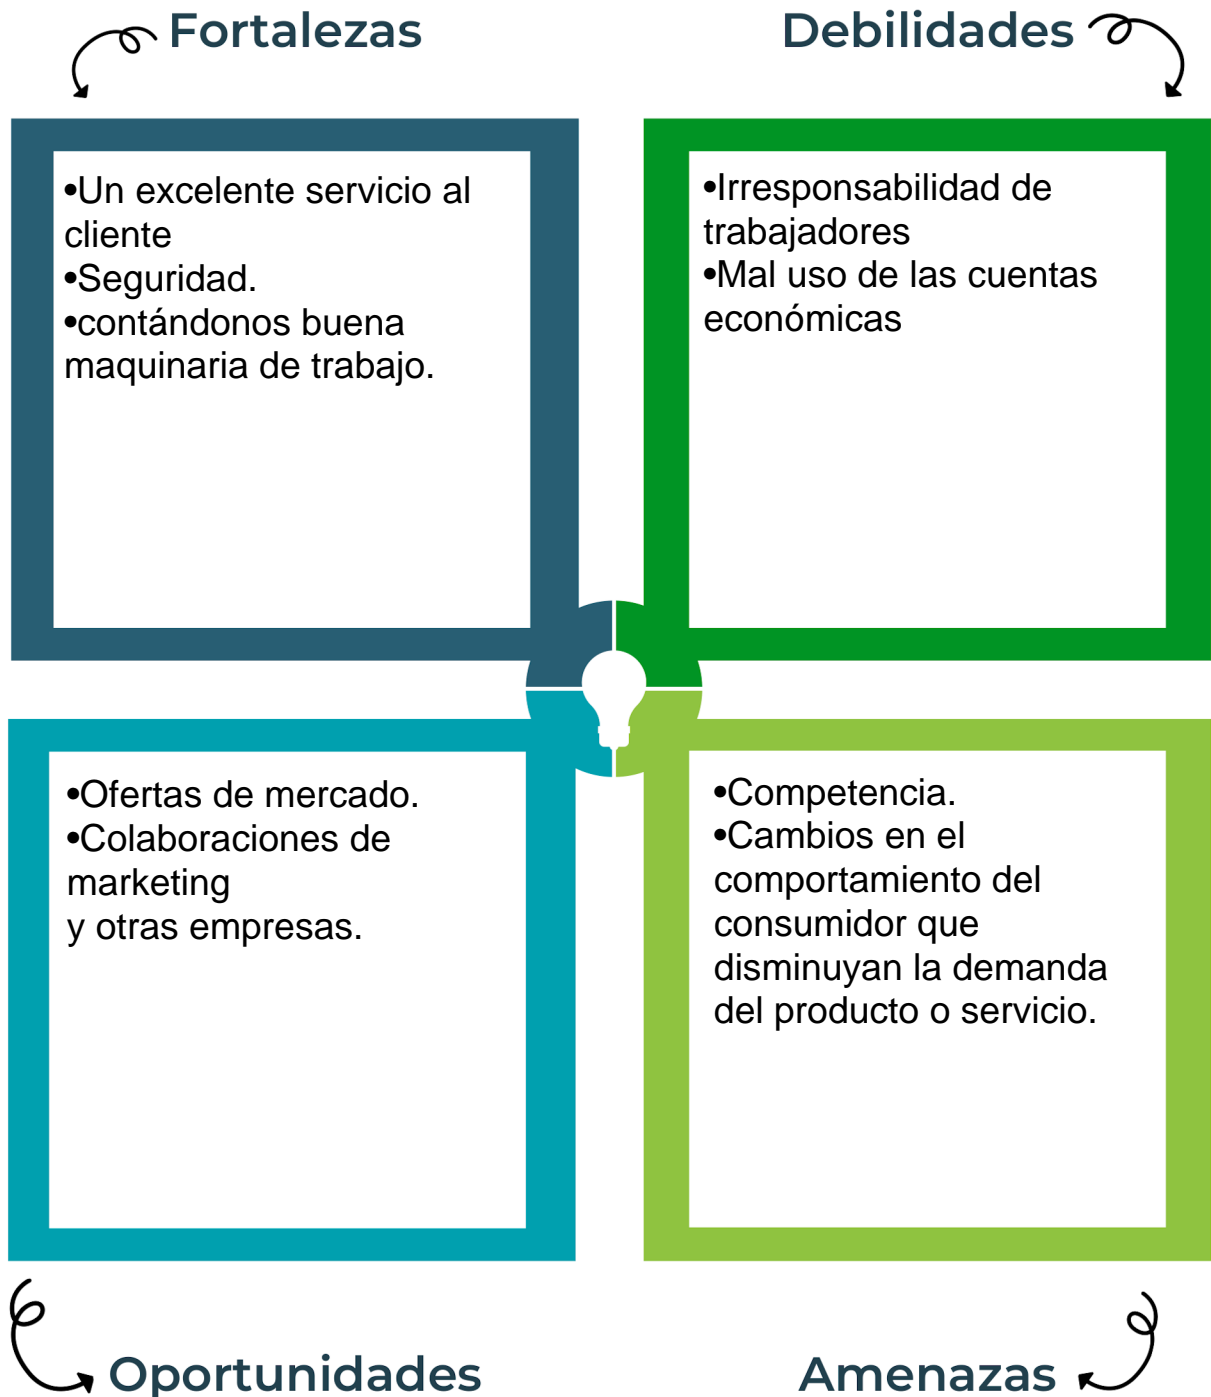 Fortalezas
•Un excelente servicio al
cliente
•Seguridad.
•contándonos buena
maquinaria de trabajo.
Debilidades
•Irresponsabilidad de
trabajadores
•Mal uso de las cuentas
económicas
•Ofertas de mercado.
•Colaboraciones de
marketing
y otras empresas.
Oportunidades
•Competencia.
•Cambios en el
comportamiento del
consumidor que
disminuyan la demanda
del producto o servicio.
Amenazas